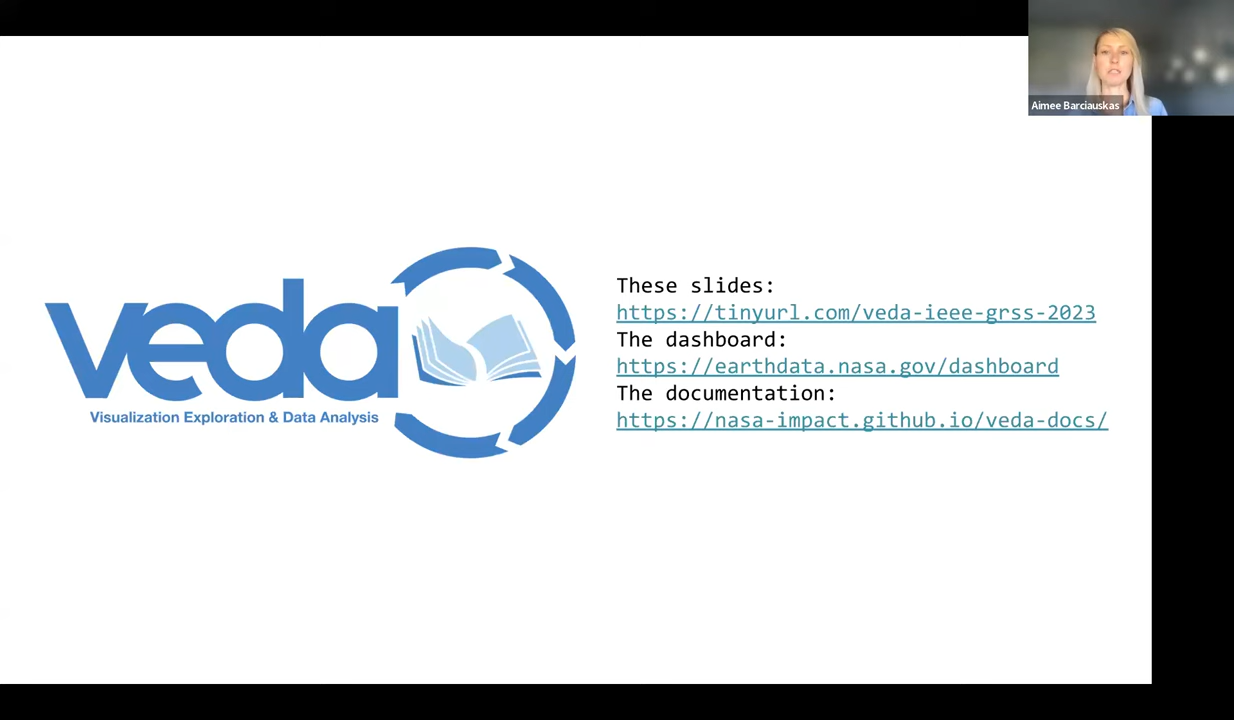 Aimee Barciauskas
veda
Visualization Exploration & Data Analysis
These slides:
https://tinyurl.com/veda-ieee-grss-2023
The dashboard:
https://earthdata.nasa.gov/dashboard
The documentation:
https://nasa-impact.github.io/veda-docs/